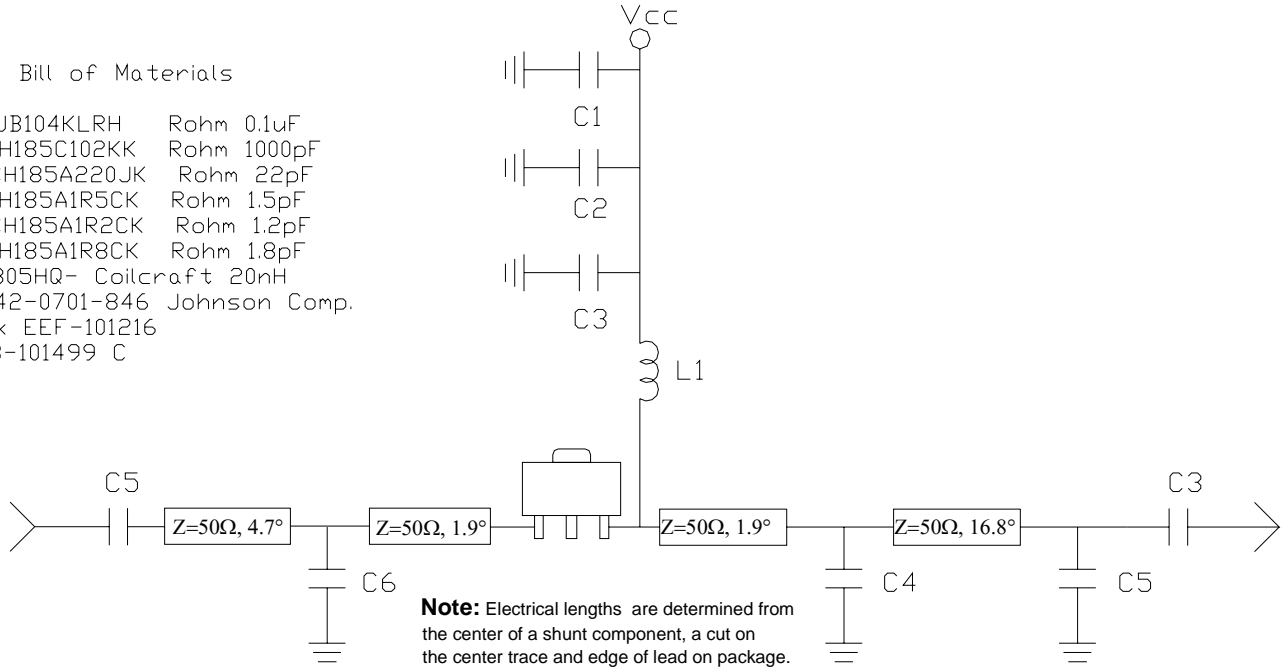 Vcc
Bill of Materials
C1
JB104KLRH Rohm 0.1uF
H185C102KK Rohm 1000pF
H185A220JK Rohm 22pF
H185A1R5CK Rohm 1.5pF
H185A1R2CK Rohm 1.2pF
H185A1R8CK Rohm 1.8pF
805HQ- Coilcraft 20nH
42-0701-846 Johnson Comp.
x EEF-101216
-101499 C
C2
C3
L1
C5
C3
Z=50Ω, 4.7°
Z=50Ω, 1.9°
Z=50Ω, 1.9°
Z=50Ω, 16.8°
C6
C4
C5
Note: Electrical lengths are determined from
the center of a shunt component, a cut on
the center trace and edge of lead on package.